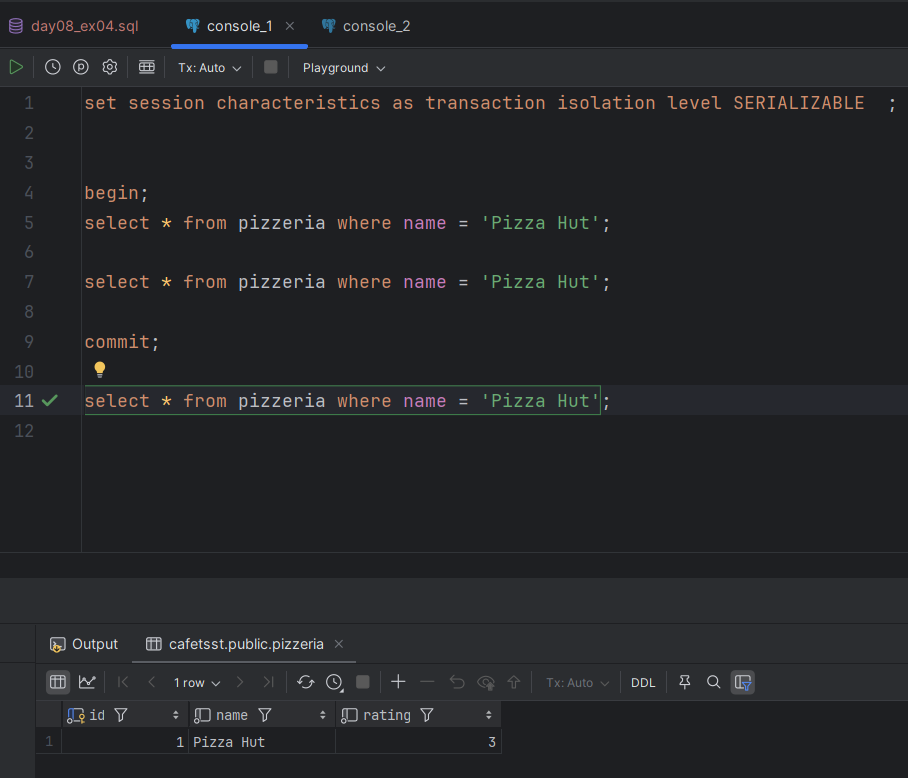 day08_ex04.sql console_1 console_2
Tx: Auto Playground
1 set session characteristics as transaction isolation level SERIALIZABLE  ;
2
3
4 begin;
5 select * from pizzeria where name = 'Pizza Hut';
6
7 select * from pizzeria where name = 'Pizza Hut';
8
9 commit;
10
11 select * from pizzeria where name = 'Pizza Hut';
12
Output cafetsst.public.pizzeria
1 row Tx: Auto DDL
id name rating
1 1 Pizza Hut 3